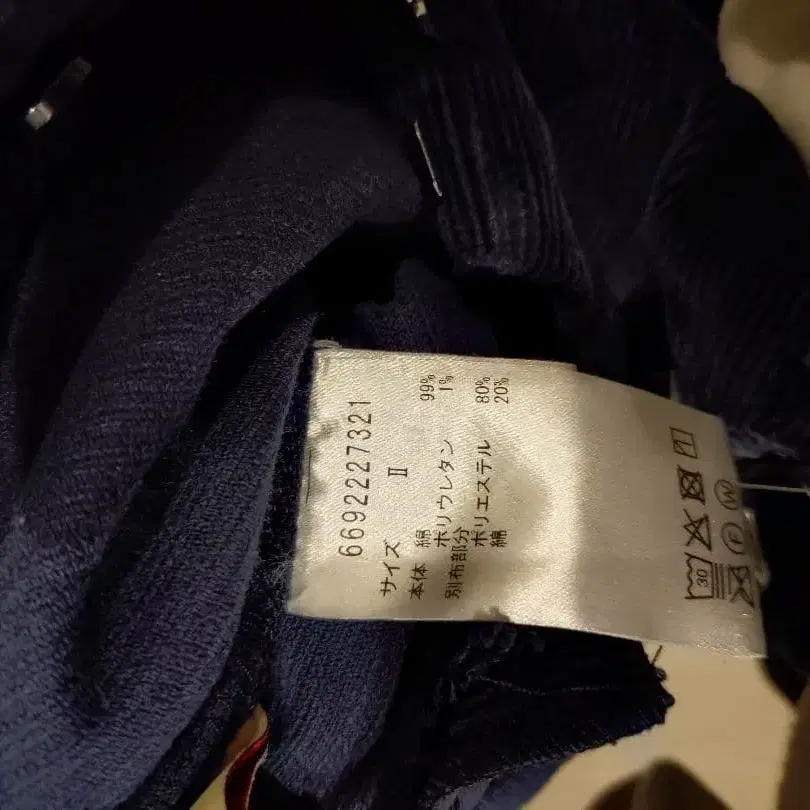 6692227321
サイズ II
本体 綿 99%
ポリウレタン 1%
別布部分
ポリエステル 80%
綿 20%
30
W
P